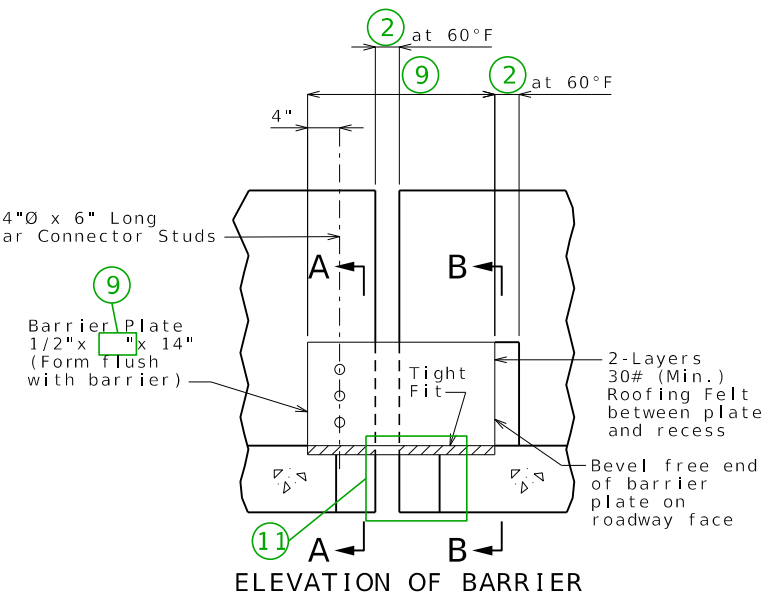 2 at 60°F
9
2 at 60°F
4"
4"Ø x 6" Long
ar Connector Studs
A
B
9
Barrier Plate
1/2"x "x 14"
(Form flush
with barrier)
Tight
Fit
2-Layers
30# (Min.)
Roofing Felt
between plate
and recess
Bevel free end
of barrier
plate on
roadway face
11
A
B
ELEVATION OF BARRIER